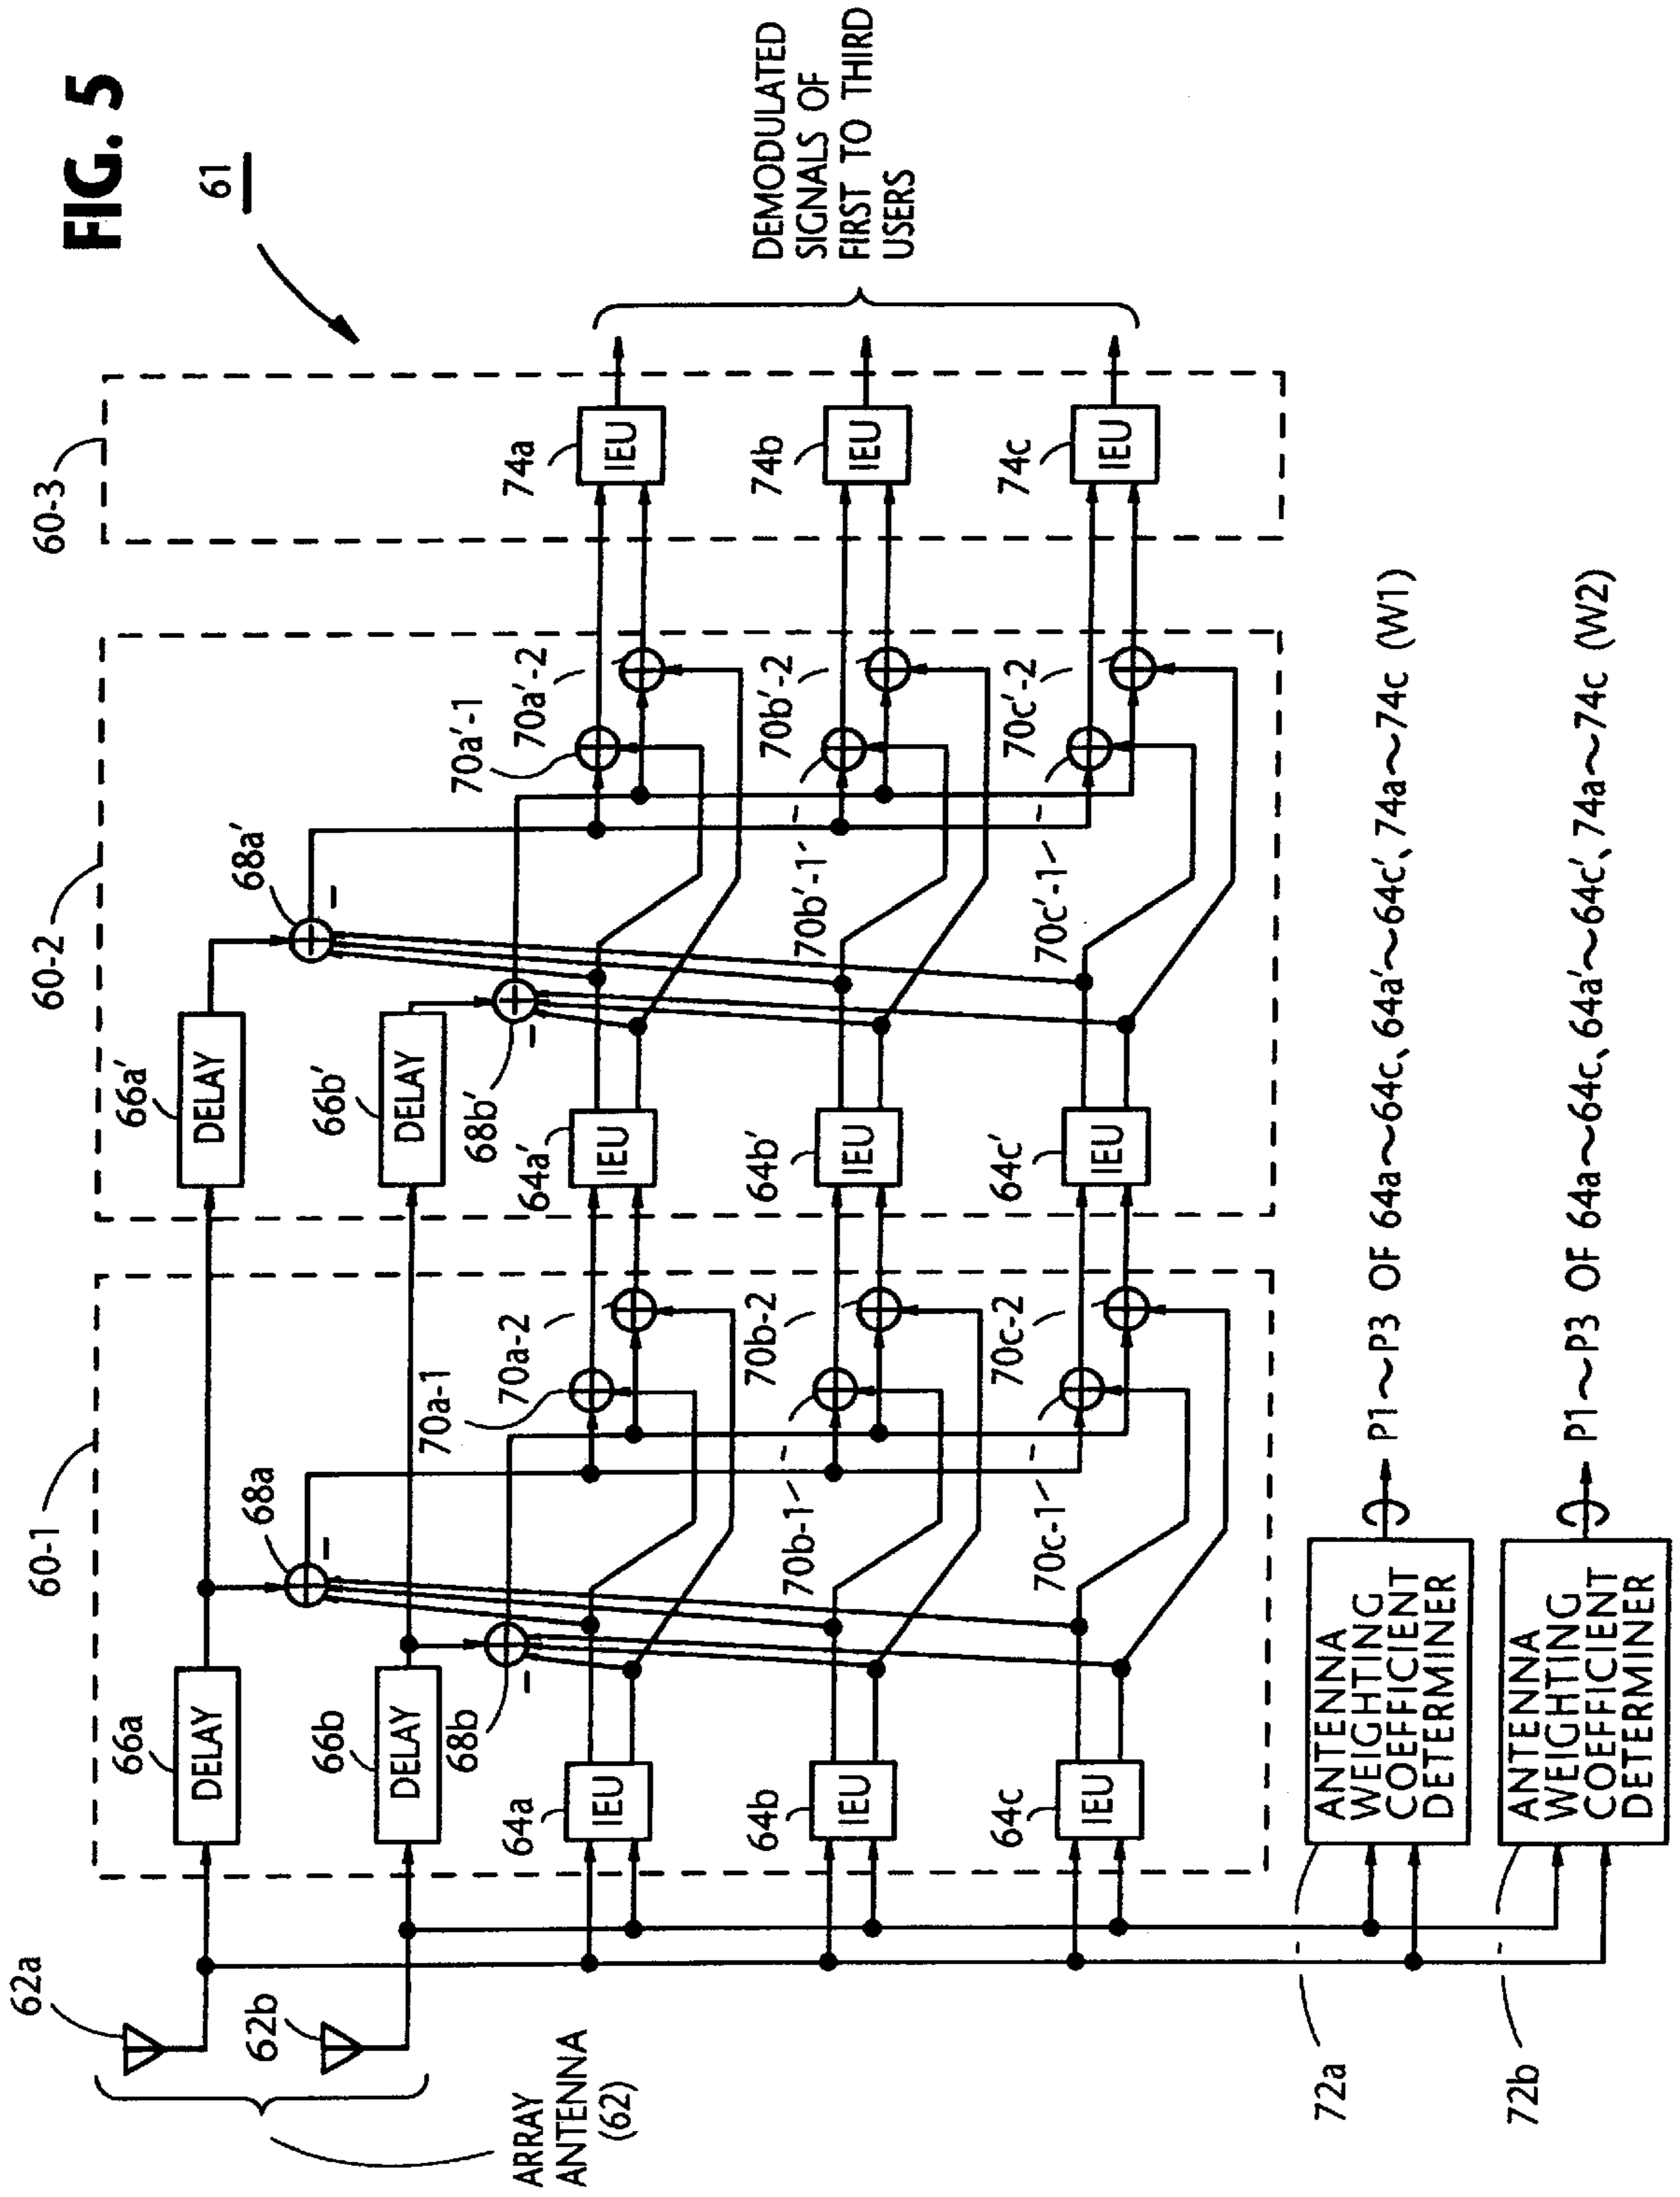 FIG. 5
61
60-1
60-2
60-3
62a
62b
ARRAY
ANTENNA
(62)
66a
DELAY
66b
DELAY
68a
-
68b
-
64a
IEU
64b
IEU
64c
IEU
70a-1
70a-2
70b-1
70b-2
70c-1
70c-2
66a'
DELAY
66b'
DELAY
68a'
-
68b'
-
64a'
IEU
64b'
IEU
64c'
IEU
70a'-1
70a'-2
70b'-1
70b'-2
70c'-1
70c'-2
74a
IEU
74b
IEU
74c
IEU
DEMODULATED
SIGNALS OF
FIRST TO THIRD
USERS
72a
ANTENNA
WEIGHTING
COEFFICIENT
DETERMINER
P1~P3 OF 64a~64c、64a'~64c'、74a~74c (W1)
72b
ANTENNA
WEIGHTING
COEFFICIENT
DETERMINER
P1~P3 OF 64a~64c、64a'~64c'、74a~74c (W2)